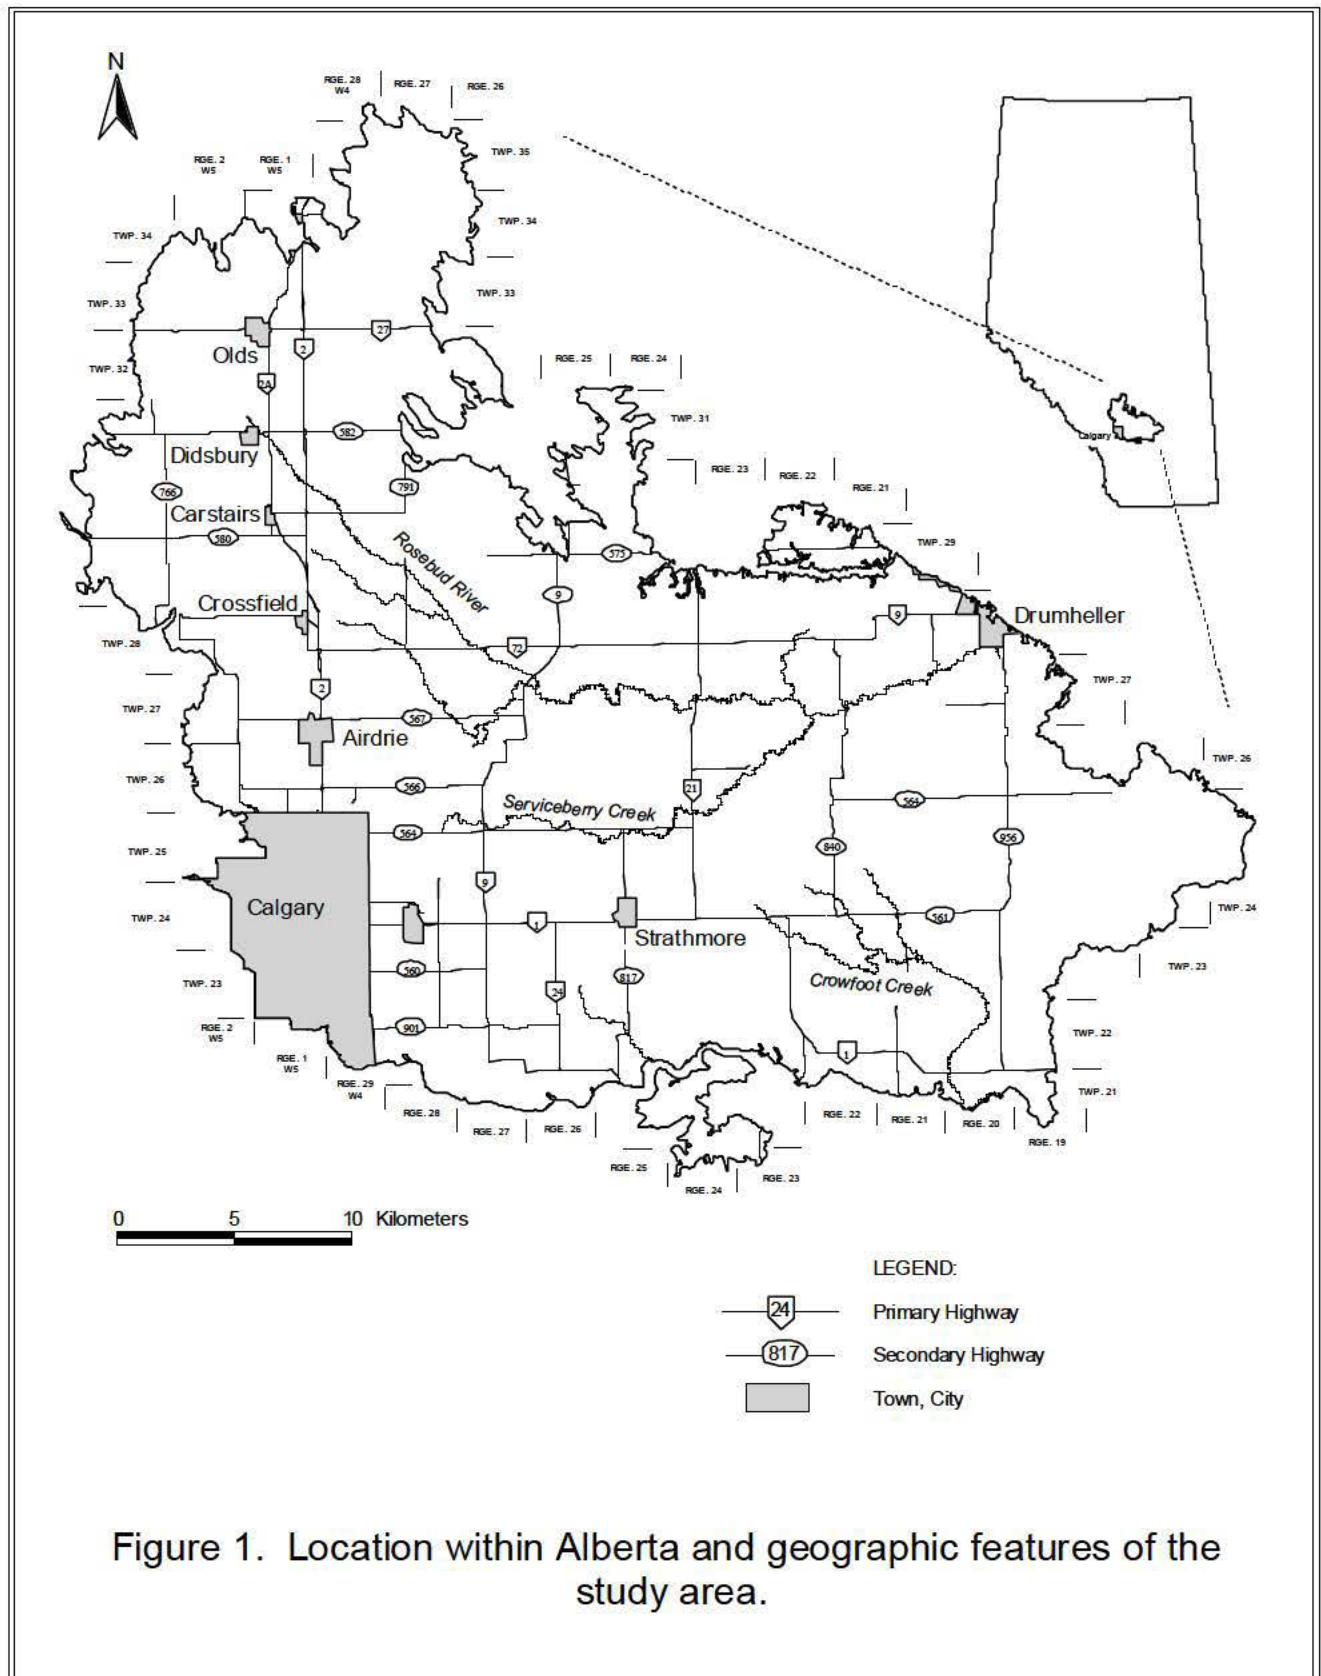 N
RGE. 28
W4
RGE. 27
RGE. 26
RGE. 2
W5
RGE. 1
W5
TWP. 35
TWP. 34
TWP. 34
TWP. 33
TWP. 33
27
Olds
2
TWP. 32
2A
RGE. 25
RGE. 24
TWP. 31
582
Didsbury
Calgary
RGE. 23
RGE. 22
RGE. 21
766
791
Carstairs
580
Rosebud River
575
TWP. 29
9
Crossfield
9
Drumheller
TWP. 28
72
TWP. 27
2
TWP. 27
567
Airdrie
TWP. 26
TWP. 26
566
21
Serviceberry Creek
564
564
956
840
TWP. 25
9
Calgary
TWP. 24
TWP. 24
1
561
Strathmore
560
817
TWP. 23
TWP. 23
24
Crowfoot Creek
RGE. 2
W5
901
TWP. 22
RGE. 1
W5
1
RGE. 29
W4
TWP. 21
RGE. 28
RGE. 27
RGE. 26
RGE. 22
RGE. 21
RGE. 20
RGE. 19
RGE. 25
RGE. 24
RGE. 23
0 5 10 Kilometers
LEGEND:
24 Primary Highway
817 Secondary Highway
Town, City
Figure 1. Location within Alberta and geographic features of the
study area.